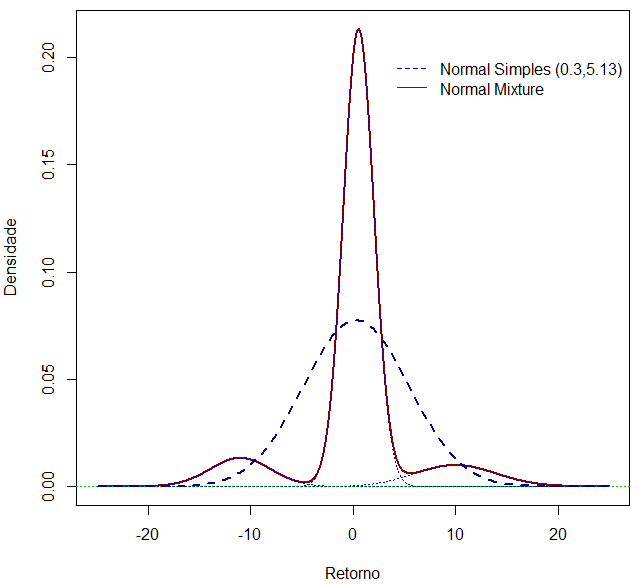 0.20
0.15
0.10
0.05
0.00
Densidade
Normal Simples (0.3,5.13)
Normal Mixture
-20 -10 0 10 20
Retorno